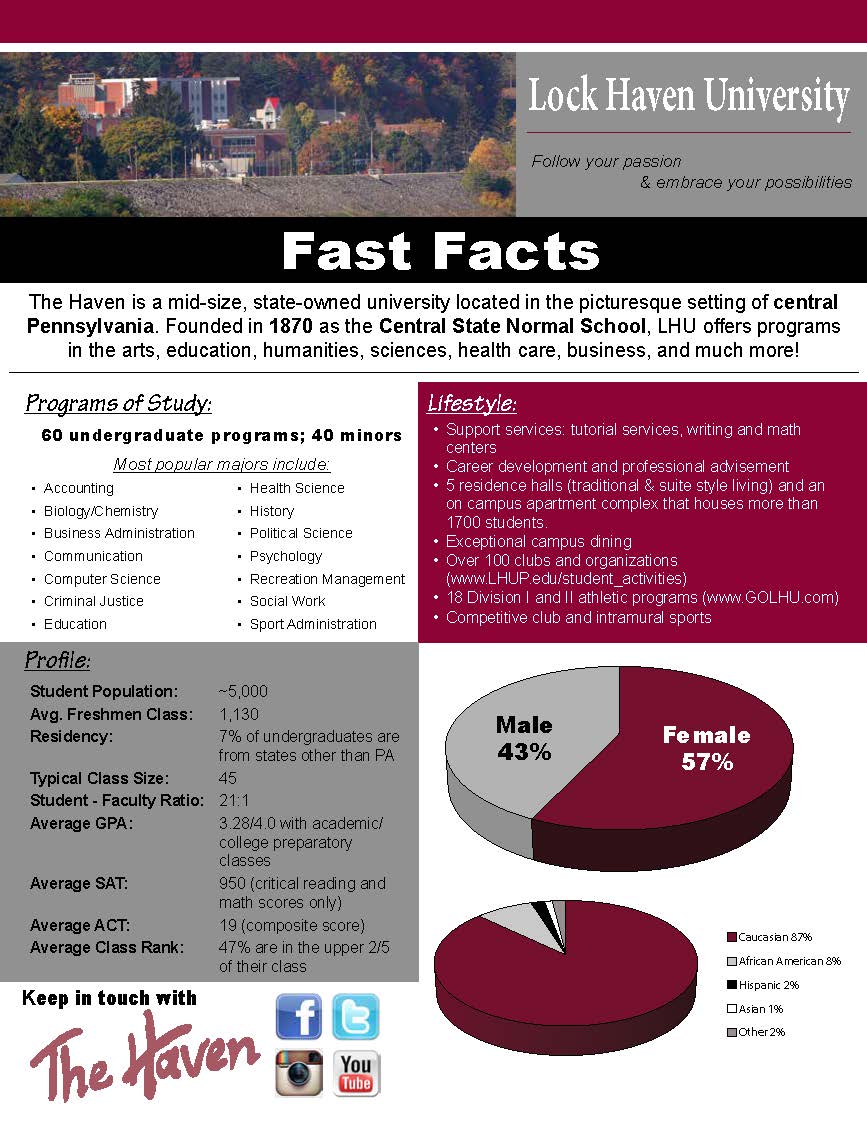 Lock Haven University
Follow your passion
& embrace your possibilities
Fast Facts
The Haven is a mid-size, state-owned university located in the picturesque setting of central
Pennsylvania. Founded in 1870 as the Central State Normal School, LHU offers programs
in the arts, education, humanities, sciences, health care, business, and much more!
Programs of Study:
60 undergraduate programs; 40 minors
Most popular majors include:
• Accounting
• Biology/Chemistry
• Business Administration
• Communication
• Computer Science
• Criminal Justice
• Education
• Health Science
• History
• Political Science
• Psychology
• Recreation Management
• Social Work
• Sport Administration
Lifestyle:
• Support services: tutorial services, writing and math
centers
• Career development and professional advisement
• 5 residence halls (traditional & suite style living) and an
on campus apartment complex that houses more than
1700 students.
• Exceptional campus dining
• Over 100 clubs and organizations
(www.LHUP.edu/student_activities)
• 18 Division I and II athletic programs (www.GOLHU.com)
• Competitive club and intramural sports
Profile:
Student Population: ~5,000
Avg. Freshmen Class: 1,130
Residency: 7% of undergraduates are
from states other than PA
Typical Class Size: 45
Student - Faculty Ratio: 21:1
Average GPA: 3.28/4.0 with academic/
college preparatory
classes
Average SAT: 950 (critical reading and
math scores only)
Average ACT: 19 (composite score)
Average Class Rank: 47% are in the upper 2/5
of their class
Male
43%
Female
57%
Caucasian 87%
African American 8%
Hispanic 2%
Asian 1%
Other 2%
Keep in touch with
The Haven
f
t
You
Tube